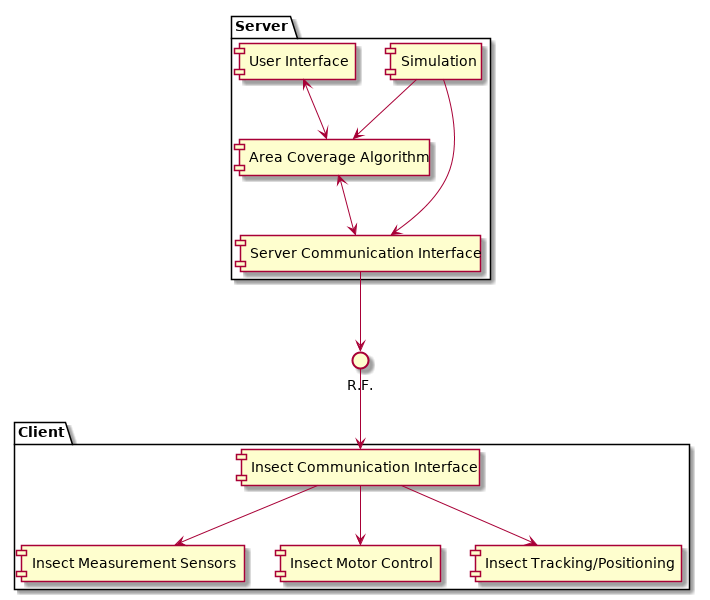 Server
User Interface
Simulation
Area Coverage Algorithm
Server Communication Interface
R.F.
Client
Insect Communication Interface
Insect Measurement Sensors
Insect Motor Control
Insect Tracking/Positioning